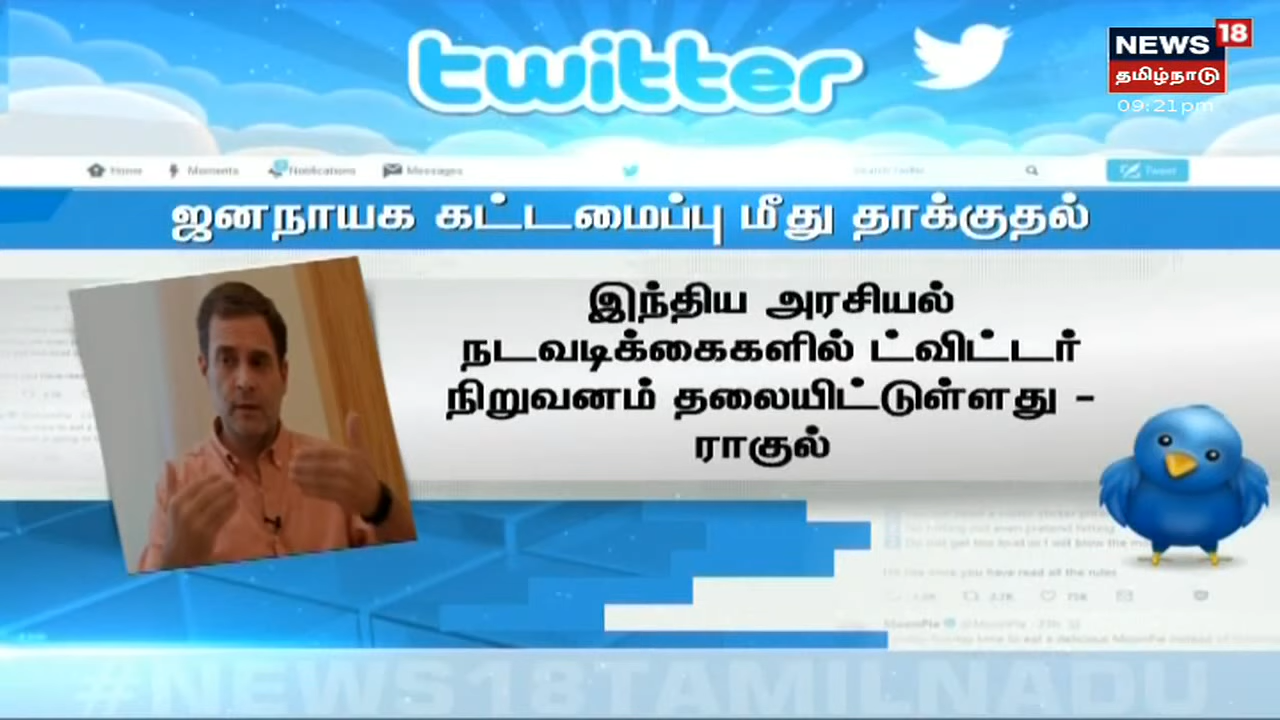 twitter
NEWS 18
தமிழ்நாடு
09:21pm
Home Moments Notifications Messages Tweet
ஜனநாயக கட்டமைப்பு மீது தாக்குதல்
இந்திய அரசியல்
நடவடிக்கைகளில் ட்விட்டர்
நிறுவனம் தலையிட்டுள்ளது -
ராகுல்
#NEWS18TAMILNADU